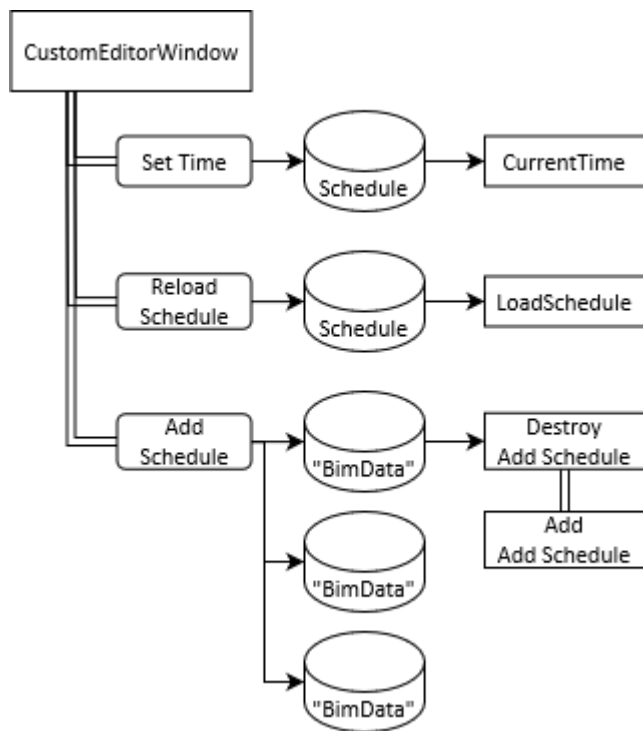 CustomEditorWindow
Set Time
Schedule
CurrentTime
Reload
Schedule
Schedule
LoadSchedule
Add
Schedule
"BimData"
Destroy
Add Schedule
"BimData"
Add
Add Schedule
"BimData"